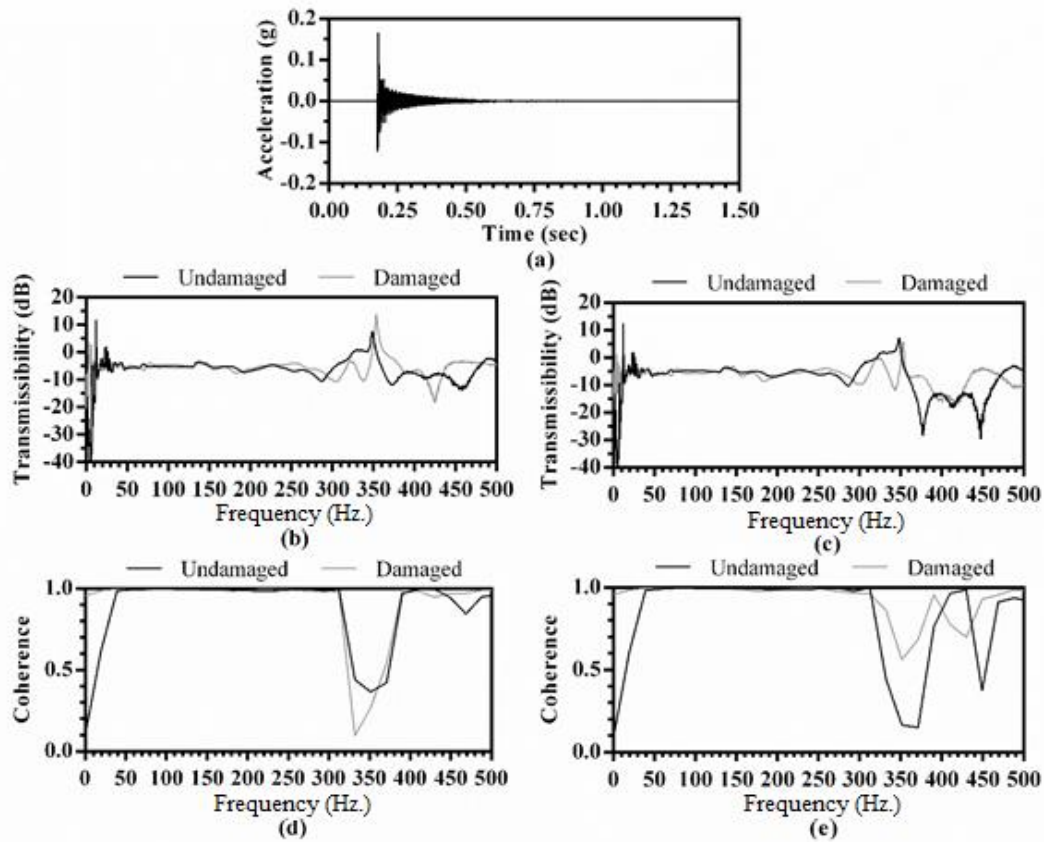 Acceleration (g)
0.2
0.1
0.0
-0.1
-0.2
0.00 0.25 0.50 0.75 1.00 1.25 1.50
Time (sec)
(a)
Undamaged Damaged
Transmissibility (dB)
20
10
0
-10
-20
-30
-40
0 50 100 150 200 250 300 350 400 450 500
Frequency (Hz.)
(b)
Undamaged Damaged
Transmissibility (dB)
20
10
0
-10
-20
-30
-40
0 50 100 150 200 250 300 350 400 450 500
Frequency (Hz.)
(c)
Undamaged Damaged
Coherence
1.0
0.5
0.0
0 50 100 150 200 250 300 350 400 450 500
Frequency (Hz.)
(d)
Undamaged Damaged
Coherence
1.0
0.5
0.0
0 50 100 150 200 250 300 350 400 450 500
Frequency (Hz.)
(e)